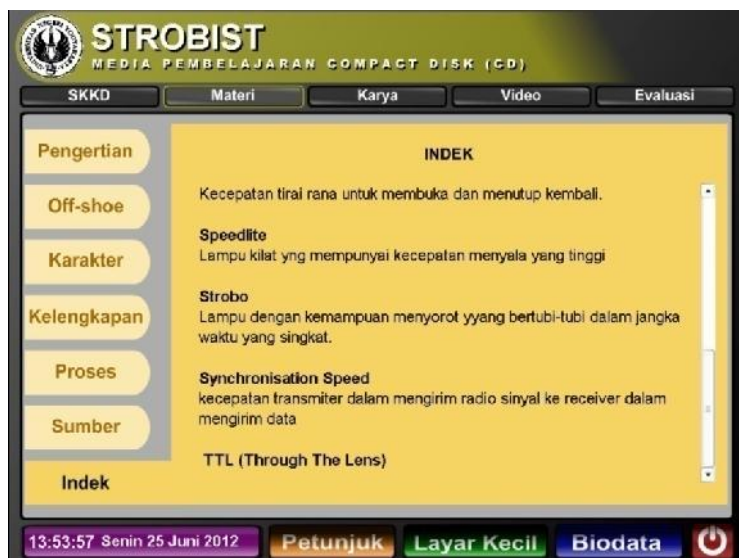 STROBIST
MEDIA PEMBELAJARAN COMPACT DISK (CD)
SKKD
Materi
Karya
Video
Evaluasi
Pengertian
Off-shoe
Karakter
Kelengkapan
Proses
Sumber
Indek
INDEK
Kecepatan tirai rana untuk membuka dan menutup kembali.
Speedlite
Lampu kilat yng mempunyai kecepatan menyala yang tinggi
Strobo
Lampu dengan kemampuan menyorot yyang bertubi-tubi dalam jangka
waktu yang singkat.
Synchronisation Speed
kecepatan transmiter dalam mengirim radio sinyal ke receiver dalam
mengirim data
TTL (Through The Lens)
13:53:57 Senin 25 Juni 2012
Petunjuk
Layar Kecil
Biodata